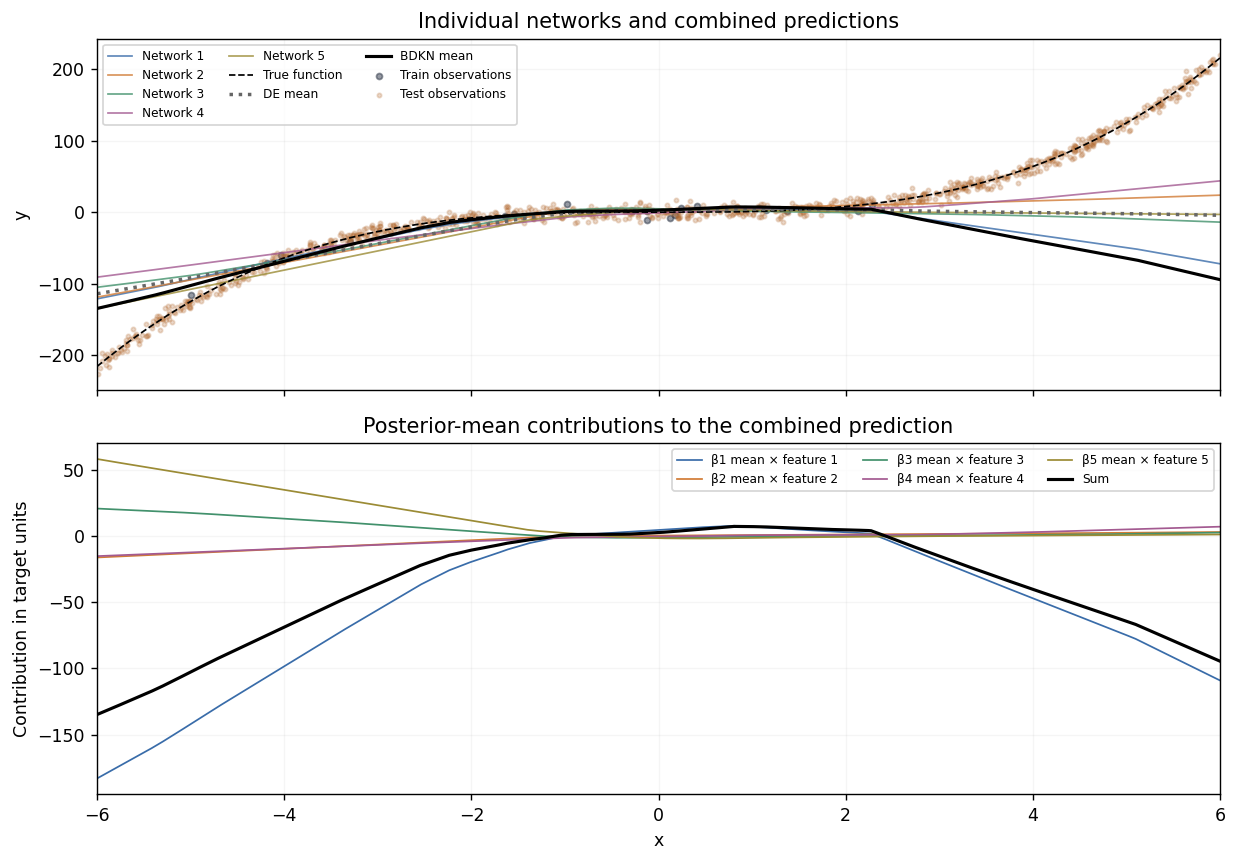 Individual networks and combined predictions
Network 1
Network 2
Network 3
Network 4
Network 5
True function
DE mean
BDKN mean
Train observations
Test observations
y
200
100
0
−100
−200
Posterior-mean contributions to the combined prediction
β1 mean × feature 1
β2 mean × feature 2
β3 mean × feature 3
β4 mean × feature 4
β5 mean × feature 5
Sum
Contribution in target units
50
0
−50
−100
−150
−6 −4 −2 0 2 4 6
x